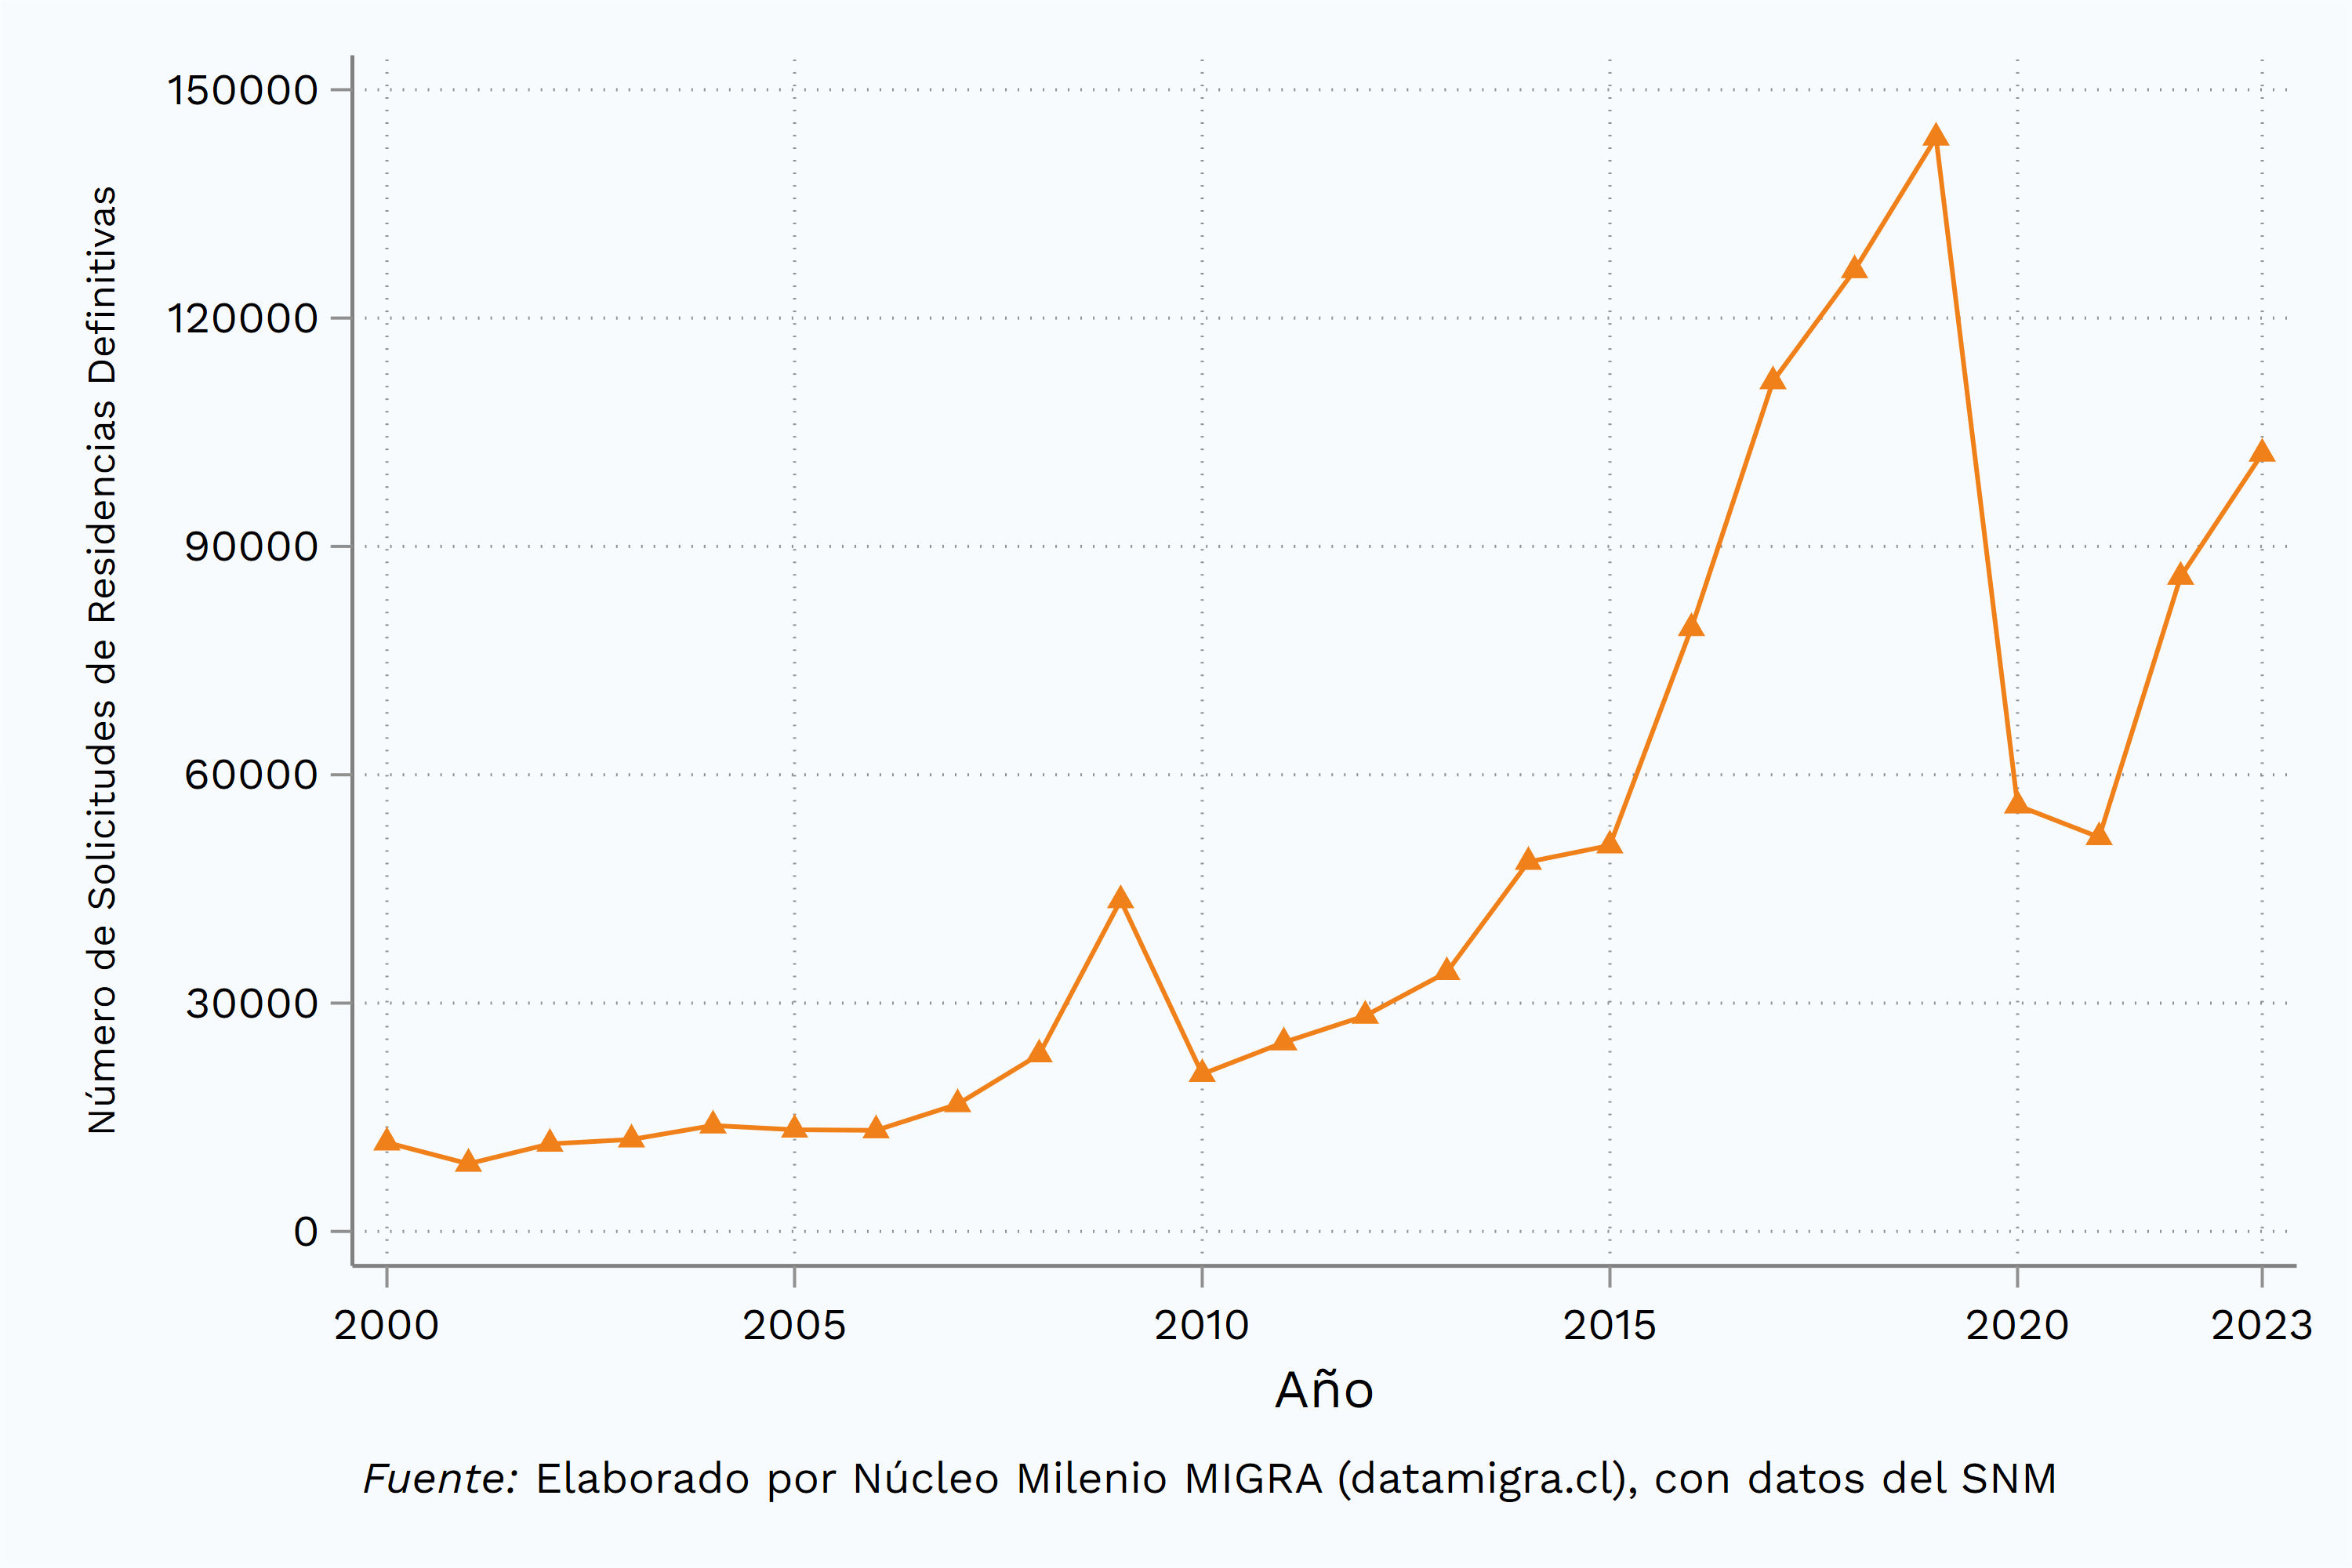 Número de Solicitudes de Residencias Definitivas
150000
120000
90000
60000
30000
0
2000 2005 2010 2015 2020 2023
Año
Fuente: Elaborado por Núcleo Milenio MIGRA (datamigra.cl), con datos del SNM